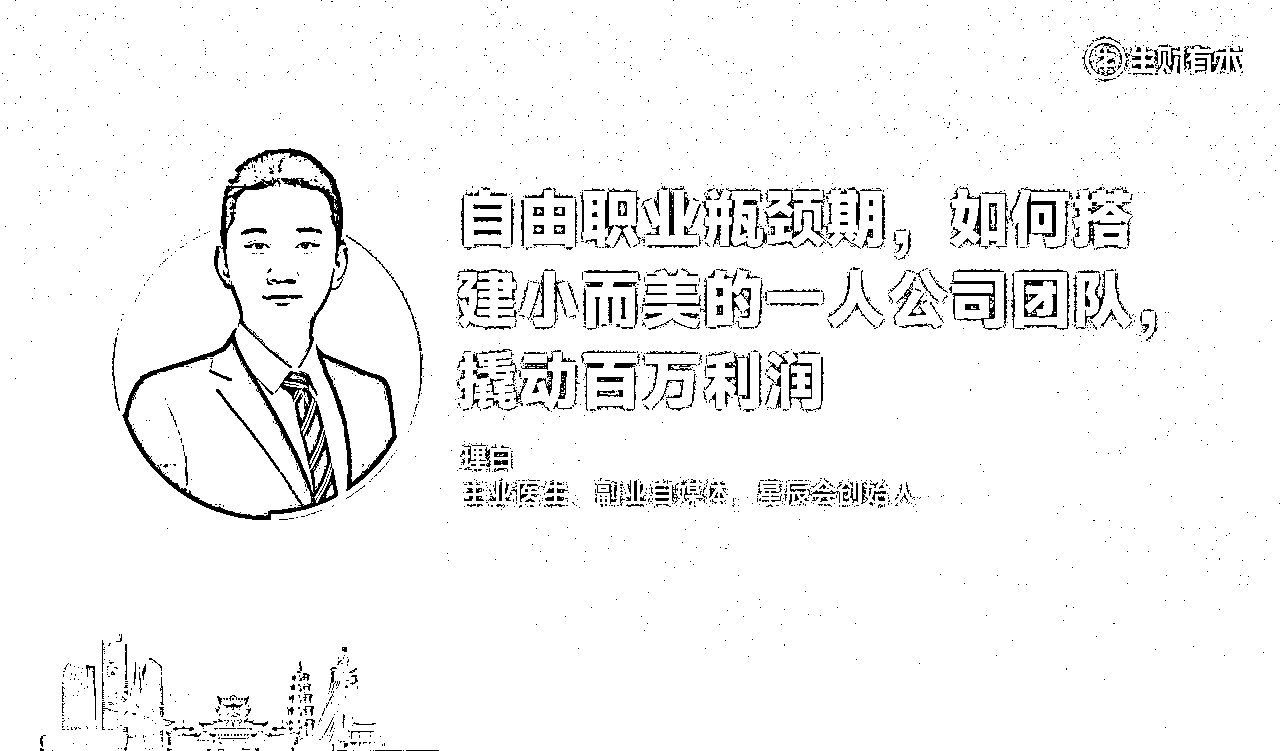 生财有术
自由职业瓶颈期，如何搭
建小而美的一人公司团队，
撬动百万利润
理白
主业医生、副业自媒体，星辰会创始人